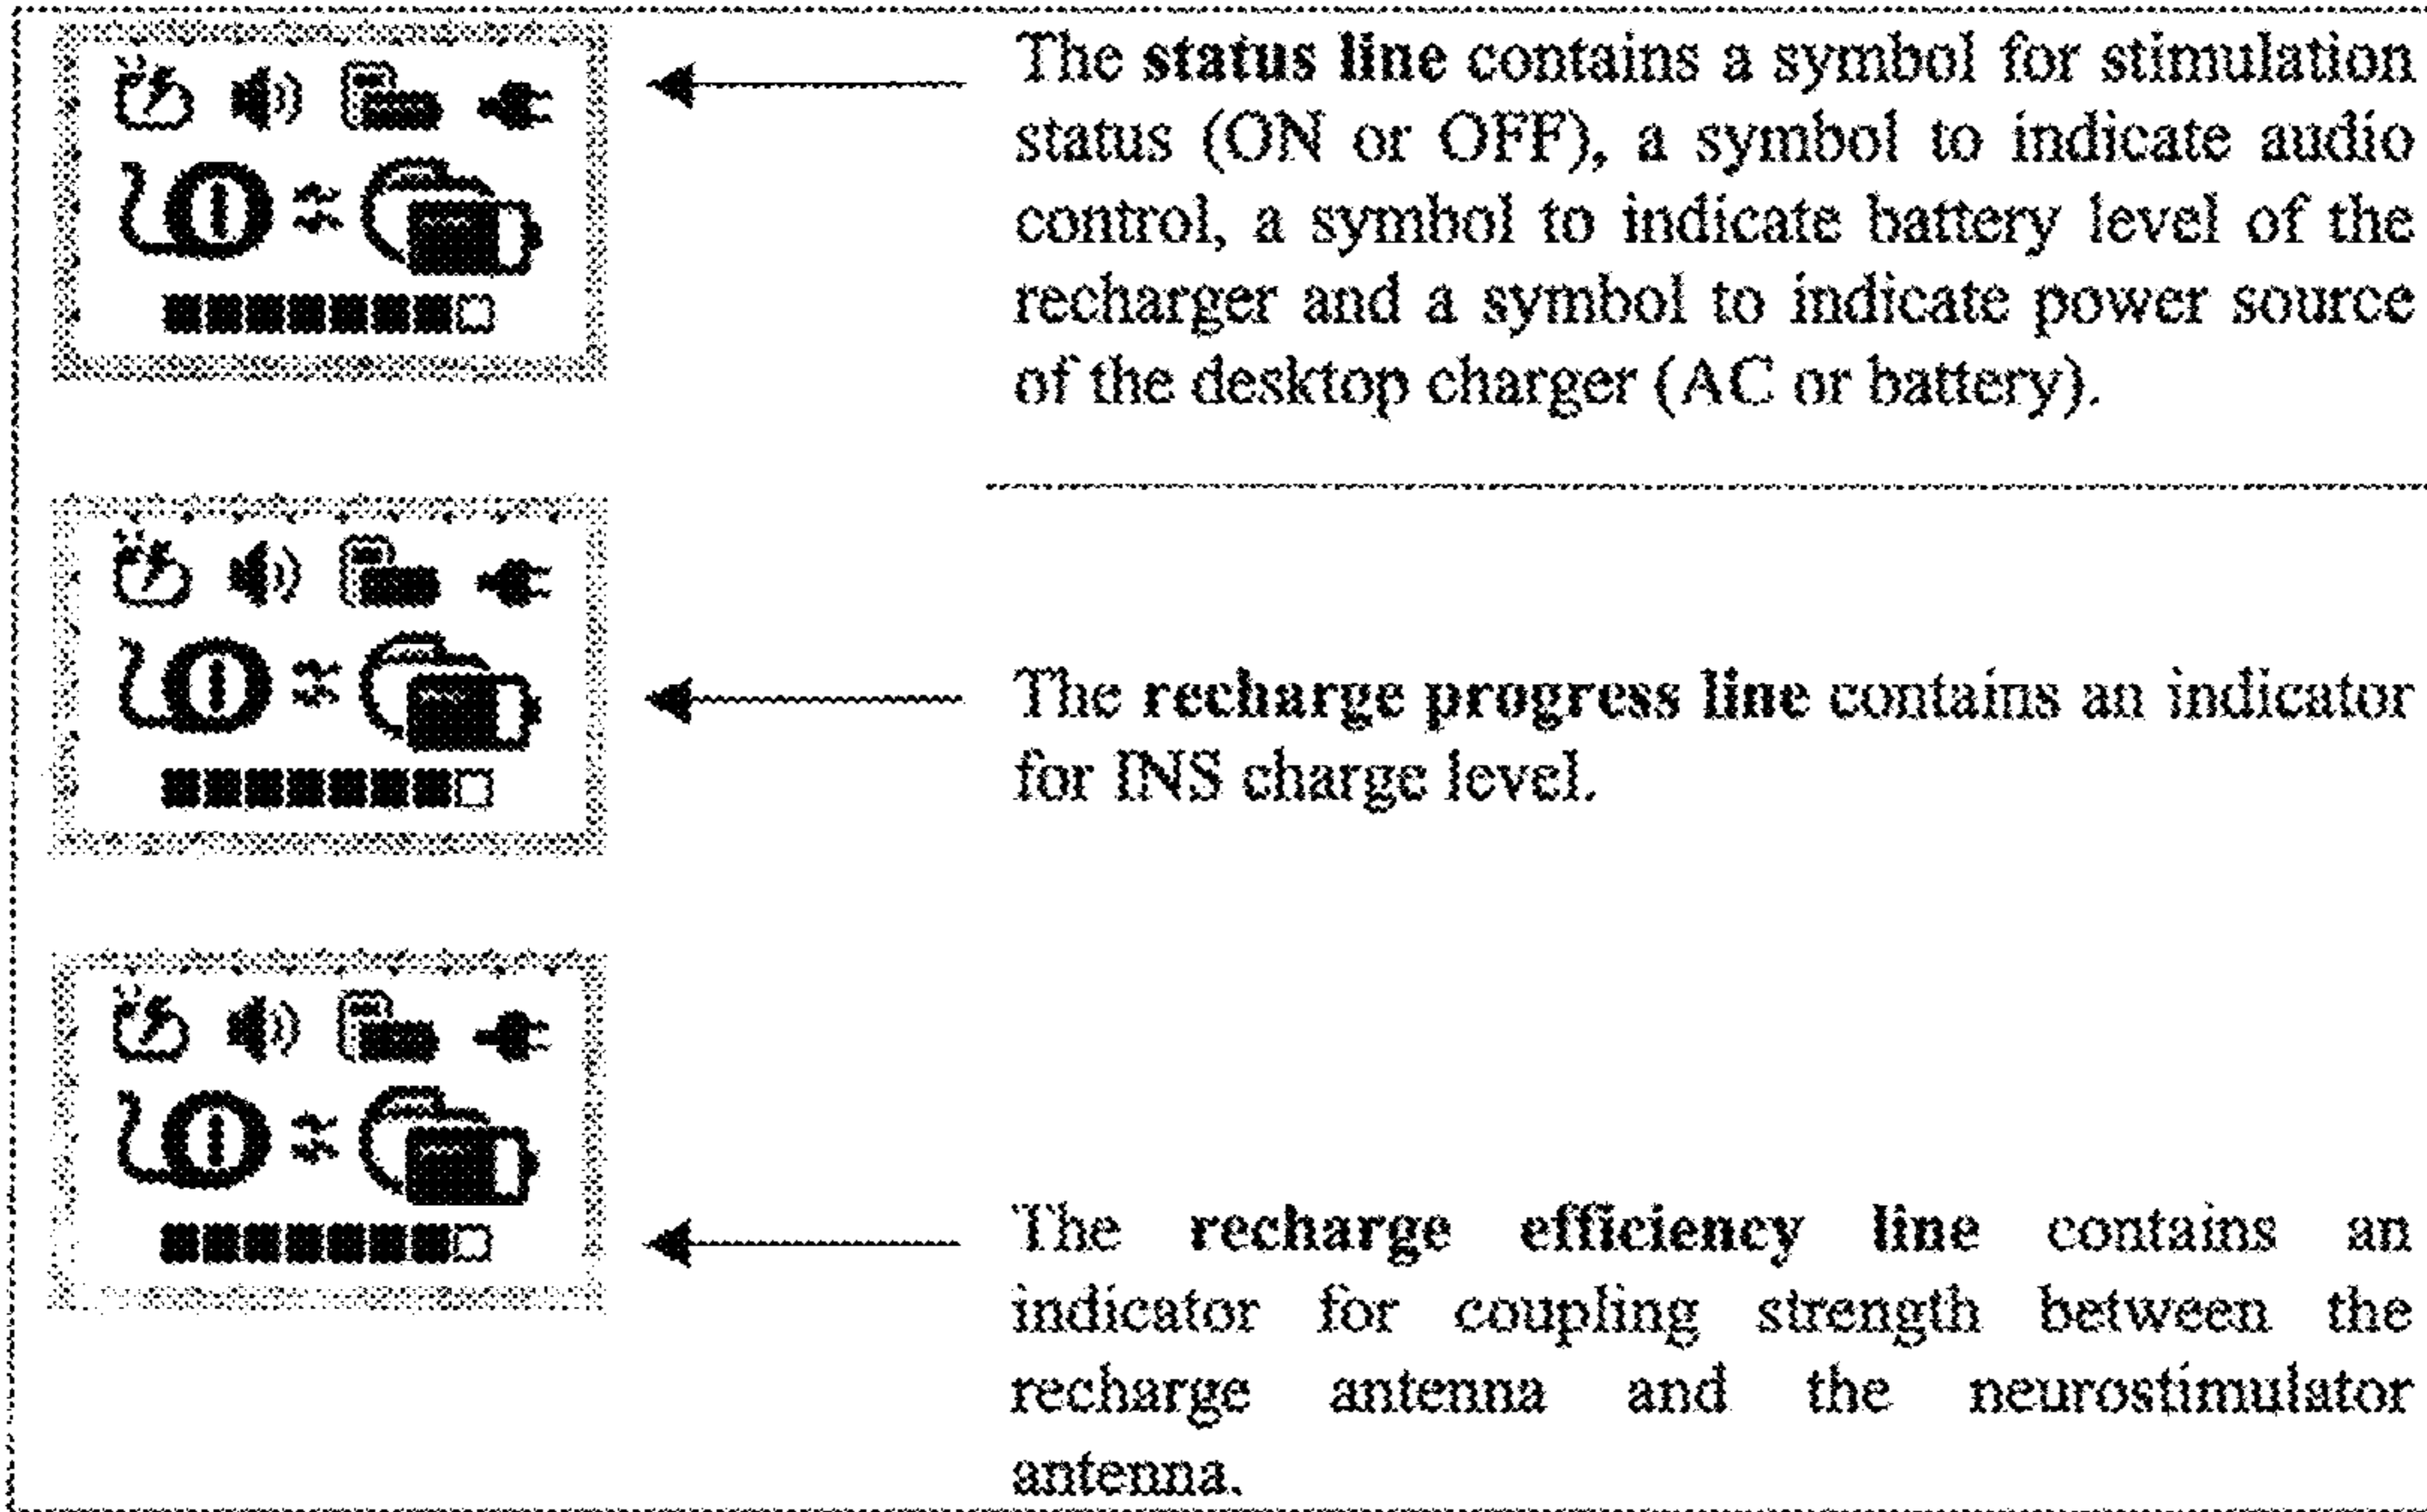 The status line contains a symbol for stimulation
status (ON or OFF), a symbol to indicate audio
control, a symbol to indicate battery level of the
recharger and a symbol to indicate power source
of the desktop charger (AC or battery).
The recharge progress line contains an indicator
for INS charge level.
The recharge efficiency line contains an
indicator for coupling strength between the
recharge antenna and the neurostimulator
antenna.